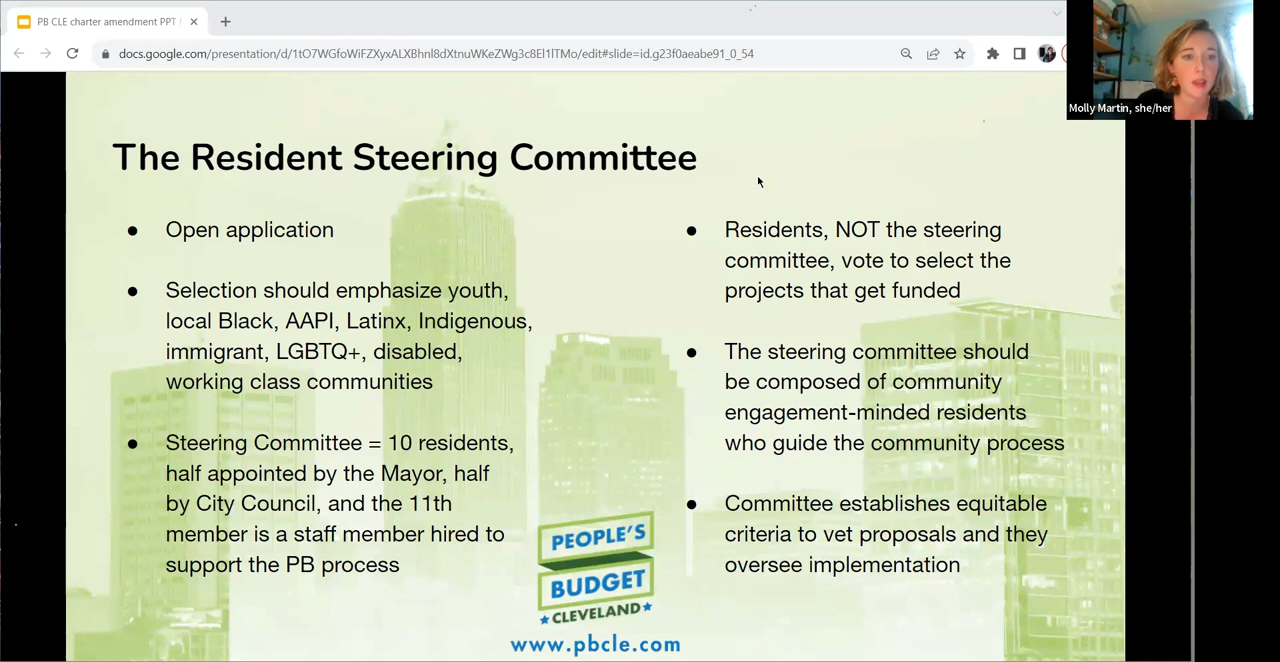 PB CLE charter amendment PPT
docs.google.com/presentation/d/1tO7WGfoWiFZXyxALXBhnl8dXtnuWKeZWg3c8El1lTMo/edit#slide=id.g23f0aeabe91_0_54
Molly Martin, she/her
The Resident Steering Committee
● Open application
● Selection should emphasize youth,
local Black, AAPI, Latinx, Indigenous,
immigrant, LGBTQ+, disabled,
working class communities
● Steering Committee = 10 residents,
half appointed by the Mayor, half
by City Council, and the 11th
member is a staff member hired to
support the PB process
● Residents, NOT the steering
committee, vote to select the
projects that get funded
● The steering committee should
be composed of community
engagement-minded residents
who guide the community process
● Committee establishes equitable
criteria to vet proposals and they
oversee implementation
PEOPLE'S
BUDGET
CLEVELAND
www.pbcle.com